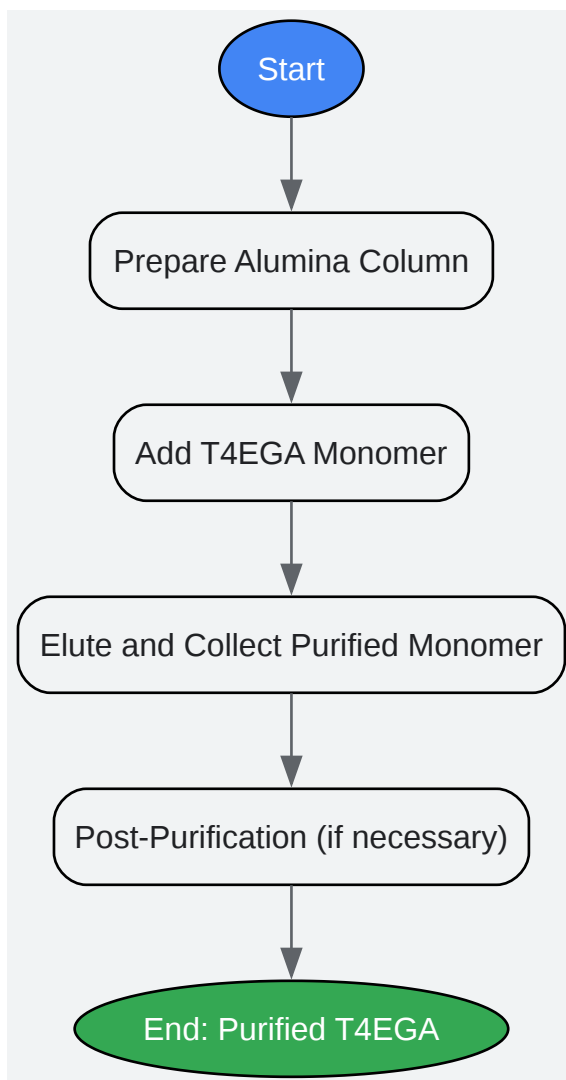 Start
Prepare Alumina Column
Add T4EGA Monomer
Elute and Collect Purified Monomer
Post-Purification (if necessary)
End: Purified T4EGA